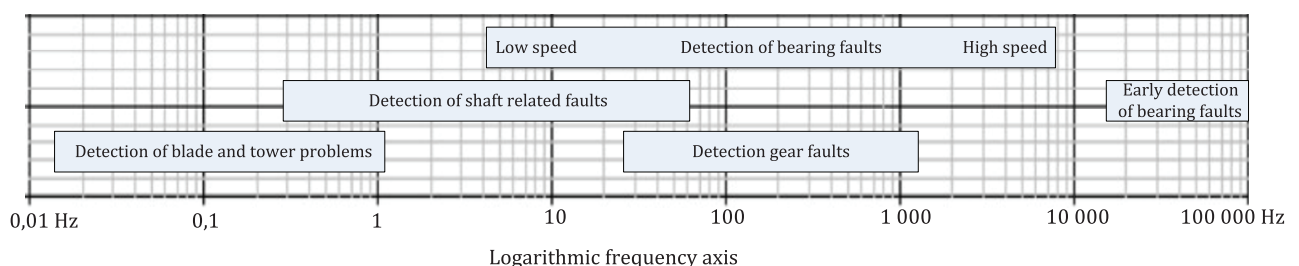 Low speed Detection of bearing faults High speed
Detection of shaft related faults
Early detection
of bearing faults
Detection of blade and tower problems Detection gear faults
0,01 Hz 0,1 1 10 100 1 000 10 000 100 000 Hz
Logarithmic frequency axis